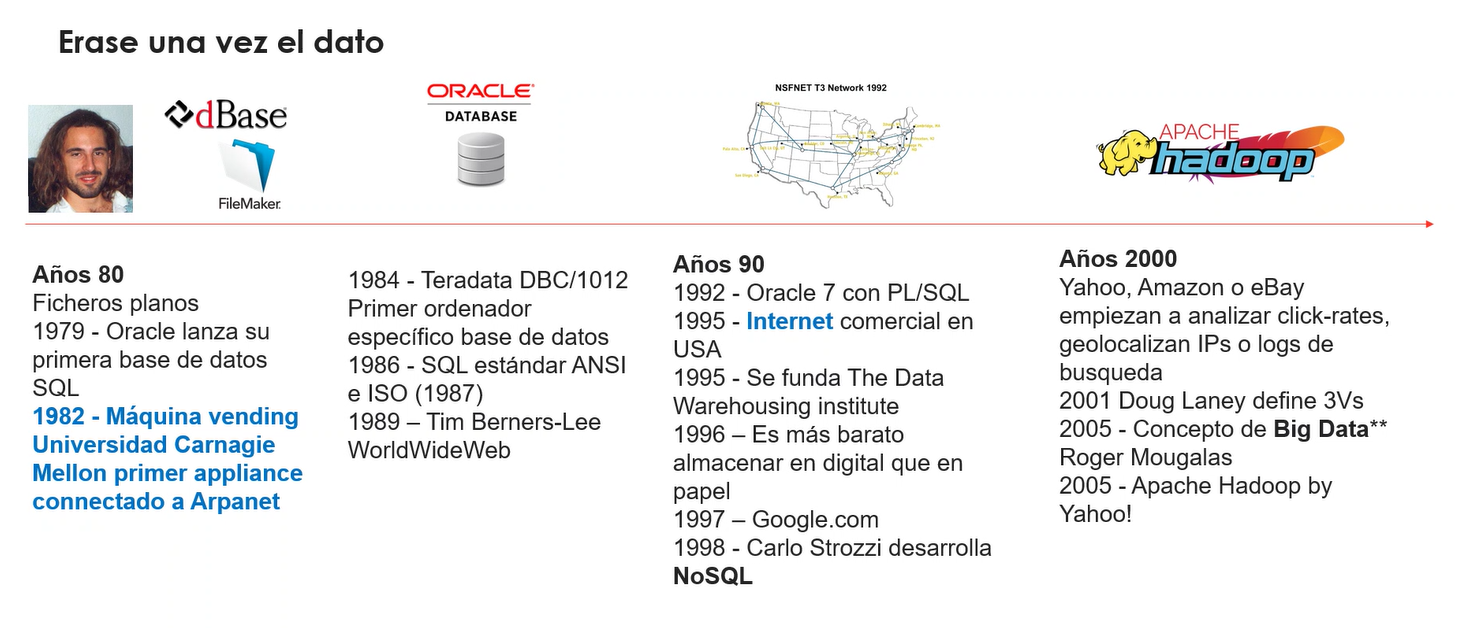 Erase una vez el dato
dBase
FileMaker
ORACLE
DATABASE
NSFNET T3 Network 1992
APACHE
hadoop
Años 80
Ficheros planos
1979 - Oracle lanza su
primera base de datos
SQL
1982 - Máquina vending
Universidad Carnagie
Mellon primer appliance
connectado a Arpanet
1984 - Teradata DBC/1012
Primer ordenador
específico base de datos
1986 - SQL estándar ANSI
e ISO (1987)
1989 – Tim Berners-Lee
WorldWideWeb
Años 90
1992 - Oracle 7 con PL/SQL
1995 - Internet comercial en
USA
1995 - Se funda The Data
Warehousing institute
1996 – Es más barato
almacenar en digital que en
papel
1997 – Google.com
1998 - Carlo Strozzi desarrolla
NoSQL
Años 2000
Yahoo, Amazon o eBay
empiezan a analizar click-rates,
geolocalizan IPs o logs de
busqueda
2001 Doug Laney define 3Vs
2005 - Concepto de Big Data**
Roger Mougalas
2005 - Apache Hadoop by
Yahoo!